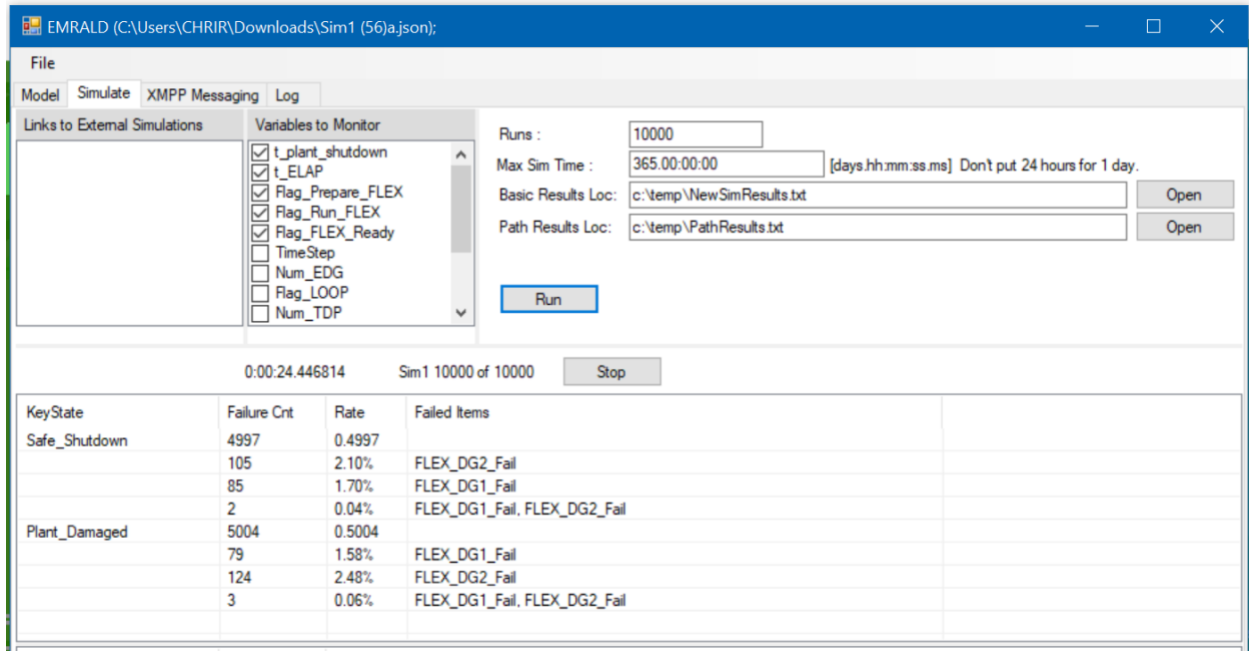 EMRALD (C:\Users\CHRIR\Downloads\Sim1 (56)a.json);
File
Model Simulate XMPP Messaging Log
Links to External Simulations
Variables to Monitor
t_plant_shutdown
t_ELAP
Flag_Prepare_FLEX
Flag_Run_FLEX
Flag_FLEX_Ready
TimeStep
Num_EDG
Flag_LOOP
Num_TDP
Runs : 10000
Max Sim Time : 365.00:00:00 [days.hh:mm:ss.ms] Don't put 24 hours for 1 day.
Basic Results Loc: c:\temp\NewSimResults.txt Open
Path Results Loc: c:\temp\PathResults.txt Open
Run
0:00:24.446814 Sim1 10000 of 10000 Stop
KeyState Failure Cnt Rate Failed Items
Safe_Shutdown 4997 0.4997
105 2.10% FLEX_DG2_Fail
85 1.70% FLEX_DG1_Fail
2 0.04% FLEX_DG1_Fail, FLEX_DG2_Fail
Plant_Damaged 5004 0.5004
79 1.58% FLEX_DG1_Fail
124 2.48% FLEX_DG2_Fail
3 0.06% FLEX_DG1_Fail, FLEX_DG2_Fail